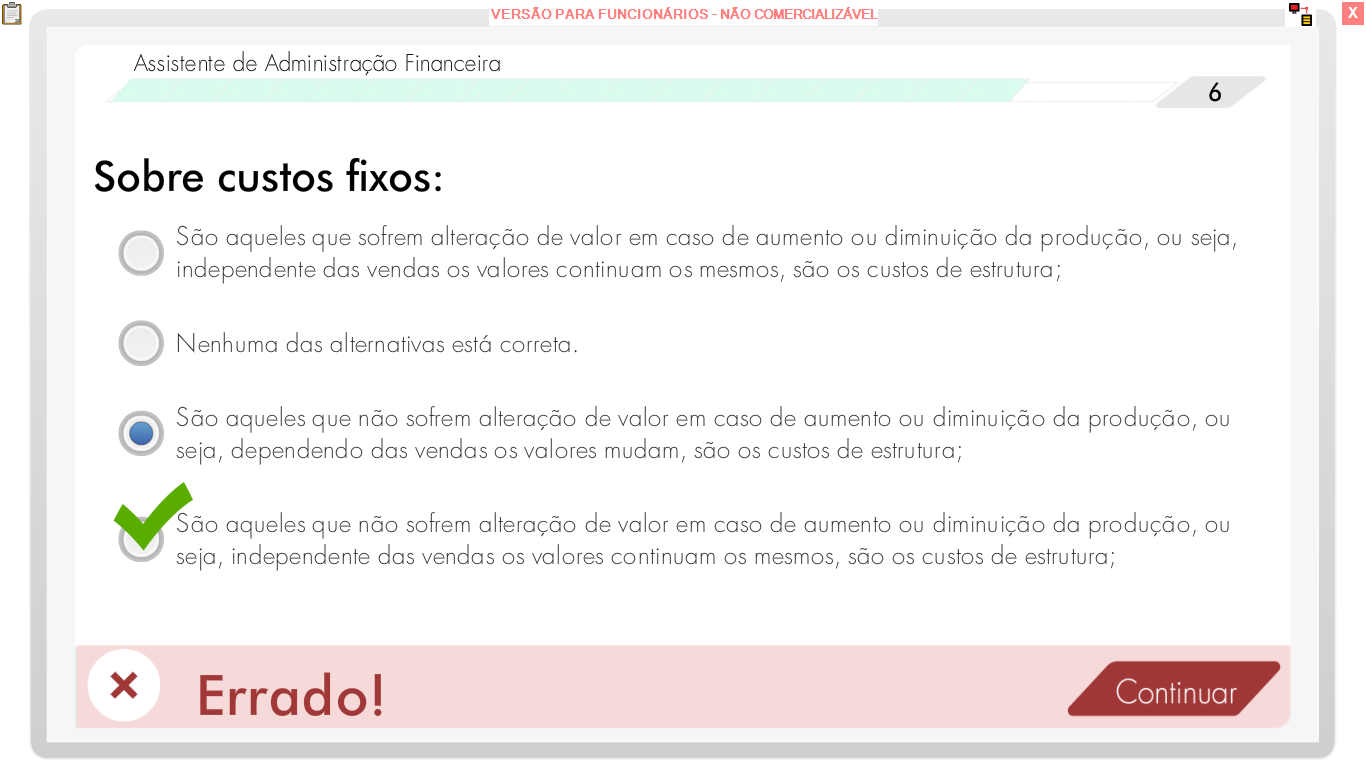 VERSÃO PARA FUNCIONÁRIOS - NÃO COMERCIALIZÁVEL
X
Assistente de Administração Financeira
6
Sobre custos fixos:
São aqueles que sofrem alteração de valor em caso de aumento ou diminuição da produção, ou seja,
independente das vendas os valores continuam os mesmos, são os custos de estrutura;
Nenhuma das alternativas está correta.
São aqueles que não sofrem alteração de valor em caso de aumento ou diminuição da produção, ou
seja, dependendo das vendas os valores mudam, são os custos de estrutura;
São aqueles que não sofrem alteração de valor em caso de aumento ou diminuição da produção, ou
seja, independente das vendas os valores continuam os mesmos, são os custos de estrutura;
Errado!
Continuar